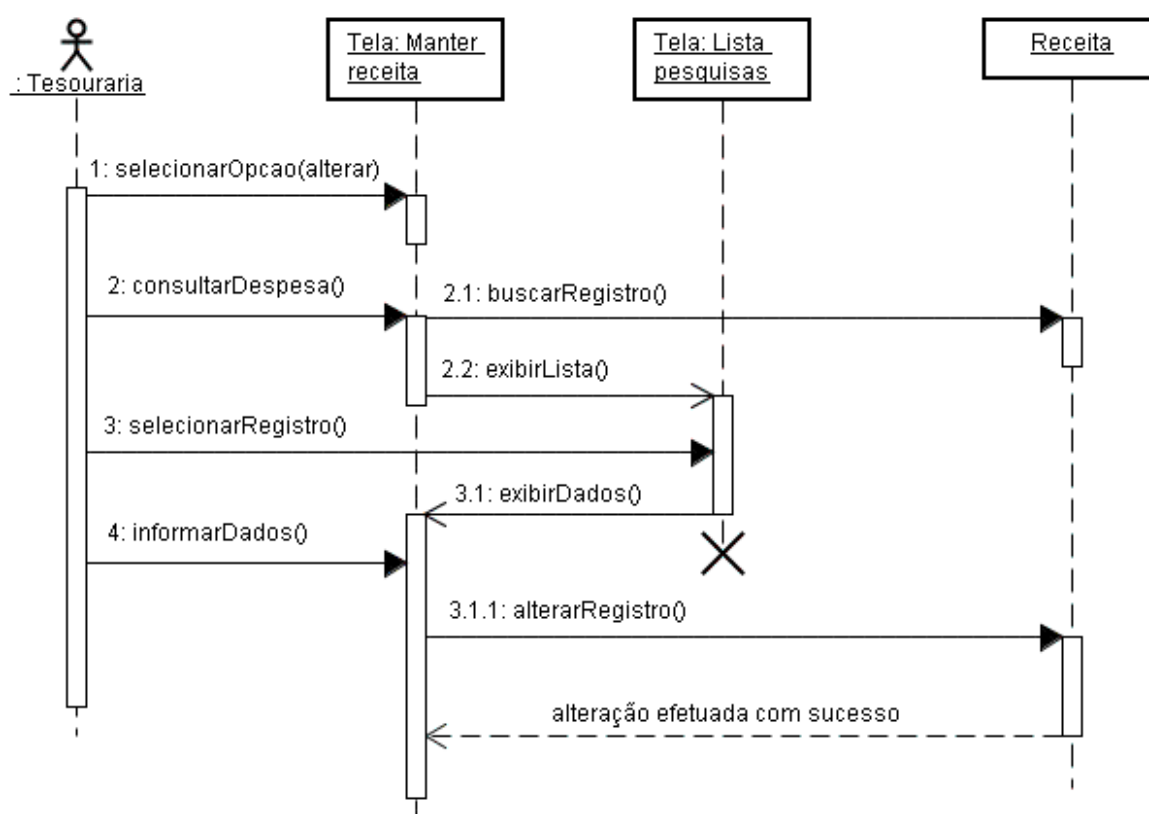 : Tesouraria
Tela: Manter
receita
Tela: Lista
pesquisas
Receita
1: selecionarOpcao(alterar)
2: consultarDespesa()
2.1: buscarRegistro()
2.2: exibirLista()
3: selecionarRegistro()
3.1: exibirDados()
4: informarDados()
3.1.1: alterarRegistro()
alteração efetuada com sucesso